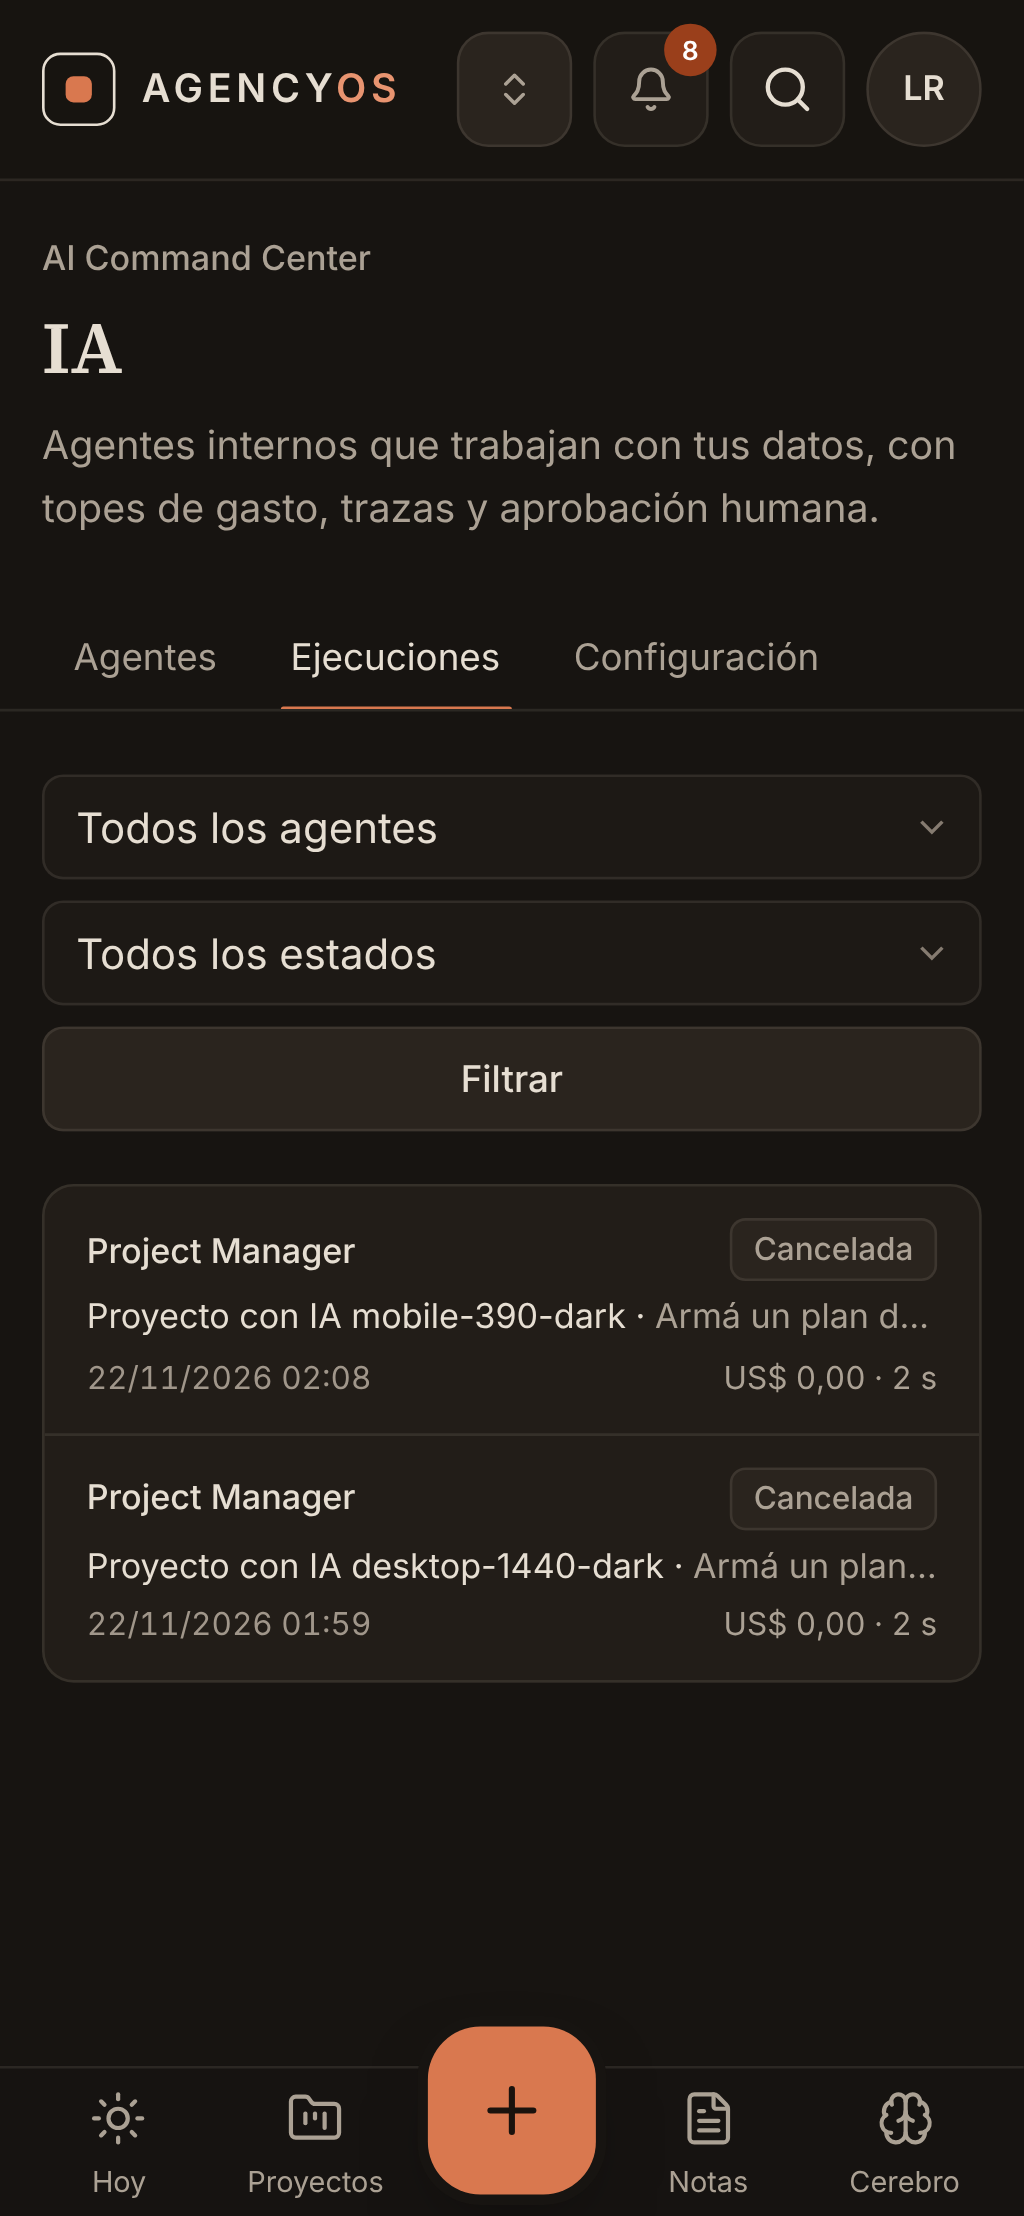 AGENCYOS
8
LR
AI Command Center
IA
Agentes internos que trabajan con tus datos, con
topes de gasto, trazas y aprobación humana.
Agentes Ejecuciones Configuración
Todos los agentes
Todos los estados
Filtrar
Project Manager Cancelada
Proyecto con IA mobile-390-dark · Armá un plan d...
22/11/2026 02:08 US$ 0,00 · 2 s
Project Manager Cancelada
Proyecto con IA desktop-1440-dark · Armá un plan...
22/11/2026 01:59 US$ 0,00 · 2 s
Hoy Proyectos Notas Cerebro